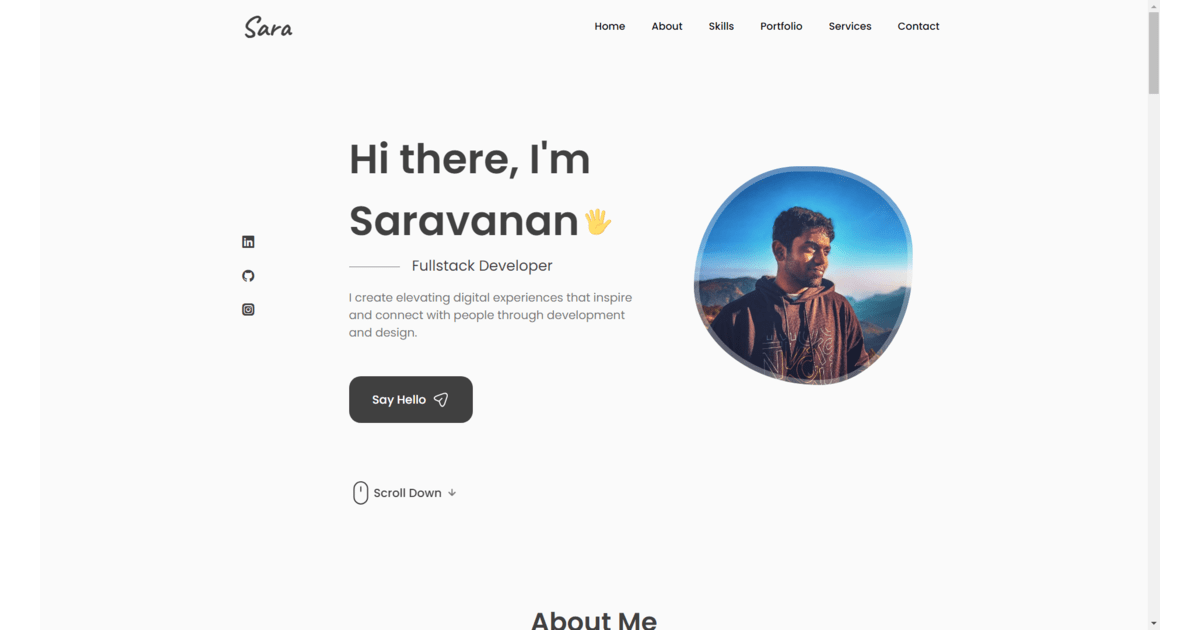 Sara
Home About Skills Portfolio Services Contact
Hi there, I'm
Saravanan👋
Fullstack Developer
I create elevating digital experiences that inspire
and connect with people through development
and design.
Say Hello
Scroll Down
About Me